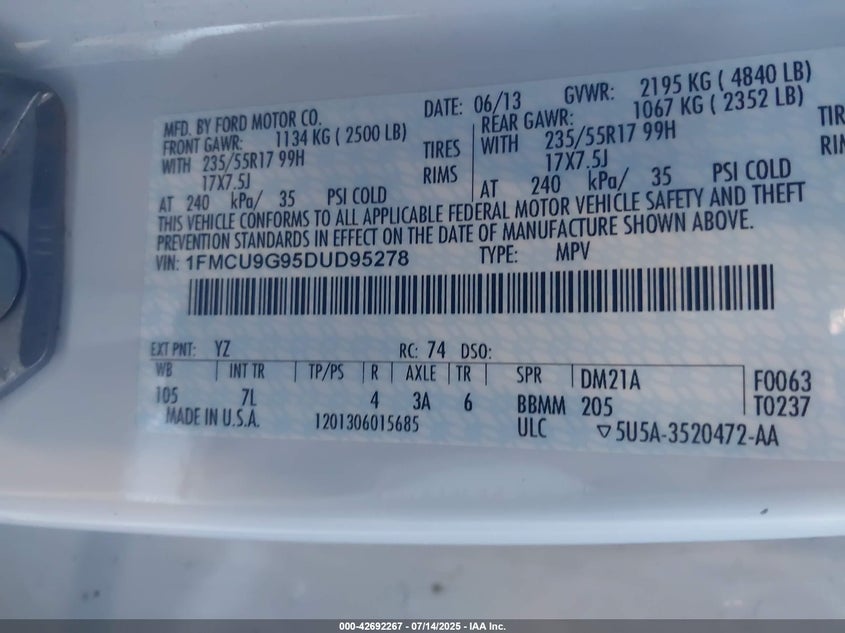 MFD. BY FORD MOTOR CO. DATE: 06/13 GVWR: 2195 KG ( 4840 LB)
FRONT GAWR: 1134 KG ( 2500 LB) REAR GAWR: 1067 KG ( 2352 LB)
WITH 235/55R17 99H TIRES WITH 235/55R17 99H TIR
17X7.5J RIMS 17X7.5J RIM
AT 240 kPa/ 35 PSI COLD AT 240 kPa/ 35 PSI COLD
THIS VEHICLE CONFORMS TO ALL APPLICABLE FEDERAL MOTOR VEHICLE SAFETY AND THEFT
PREVENTION STANDARDS IN EFFECT ON THE DATE OF MANUFACTURE SHOWN ABOVE.
VIN: 1FMCU9G95DUD95278 TYPE: MPV
EXT PNT: YZ RC: 74 DSO:
WB INT TR TP/PS R AXLE TR SPR DM21A F0063
105 7L 4 3A 6 BBMM 205 T0237
MADE IN U.S.A. 1201306015685 ULC ▽5U5A-3520472-AA
000-42692267 - 07/14/2025 - IAA Inc.